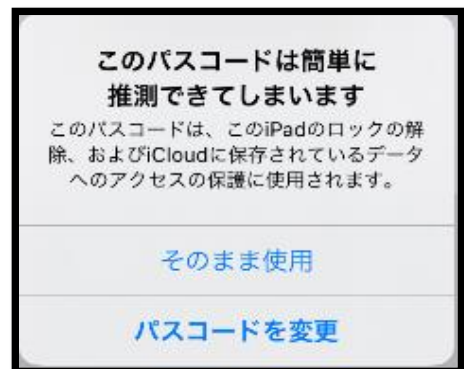 このパスコードは簡単に
推測できてしまいます
このパスコードは、このiPadのロックの解
除、およびiCloudに保存されているデータ
へのアクセスの保護に使用されます。
そのまま使用
パスコードを変更